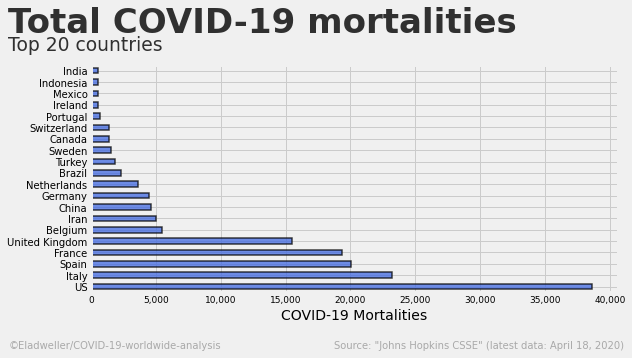 Total COVID-19 mortalities
Top 20 countries
India
Indonesia
Mexico
Ireland
Portugal
Switzerland
Canada
Sweden
Turkey
Brazil
Netherlands
Germany
China
Iran
Belgium
United Kingdom
France
Spain
Italy
US
0 5,000 10,000 15,000 20,000 25,000 30,000 35,000 40,000
COVID-19 Mortalities
©Eladweller/COVID-19-worldwide-analysis
Source: "Johns Hopkins CSSE" (latest data: April 18, 2020)